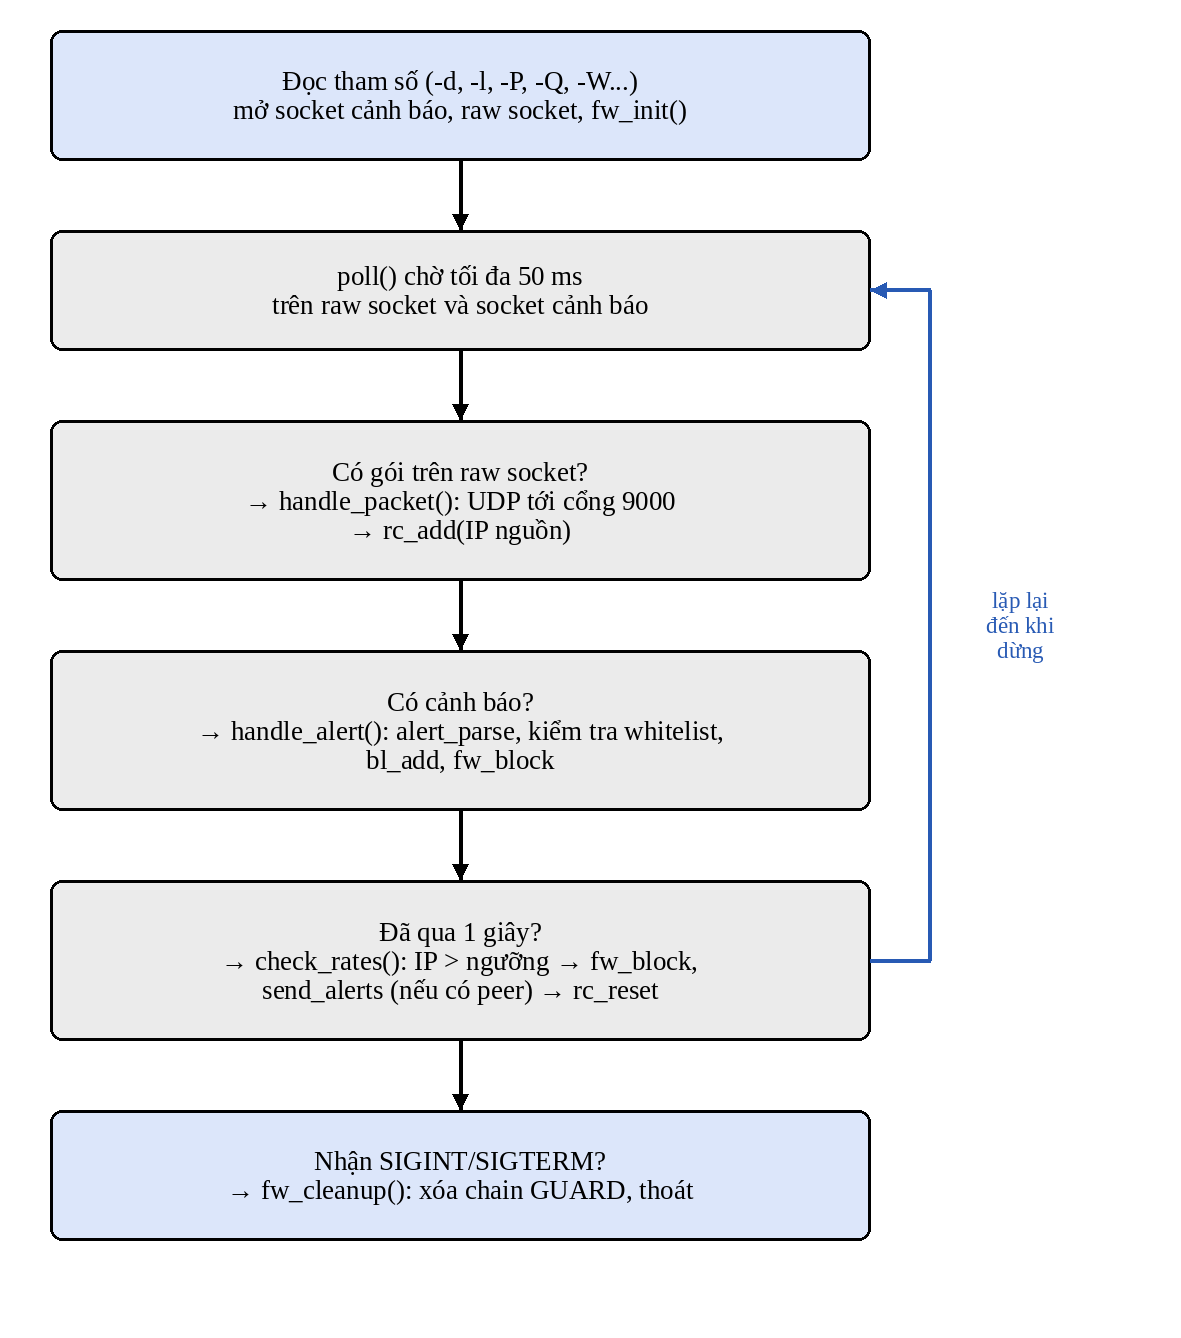 Đọc tham số (-d, -l, -P, -Q, -W...)
mở socket cảnh báo, raw socket, fw_init()
poll() chờ tối đa 50 ms
trên raw socket và socket cảnh báo
Có gói trên raw socket?
→ handle_packet(): UDP tới cổng 9000
→ rc_add(IP nguồn)
Có cảnh báo?
→ handle_alert(): alert_parse, kiểm tra whitelist,
bl_add, fw_block
Đã qua 1 giây?
→ check_rates(): IP > ngưỡng → fw_block,
send_alerts (nếu có peer) → rc_reset
lặp lại
đến khi
dừng
Nhận SIGINT/SIGTERM?
→ fw_cleanup(): xóa chain GUARD, thoát